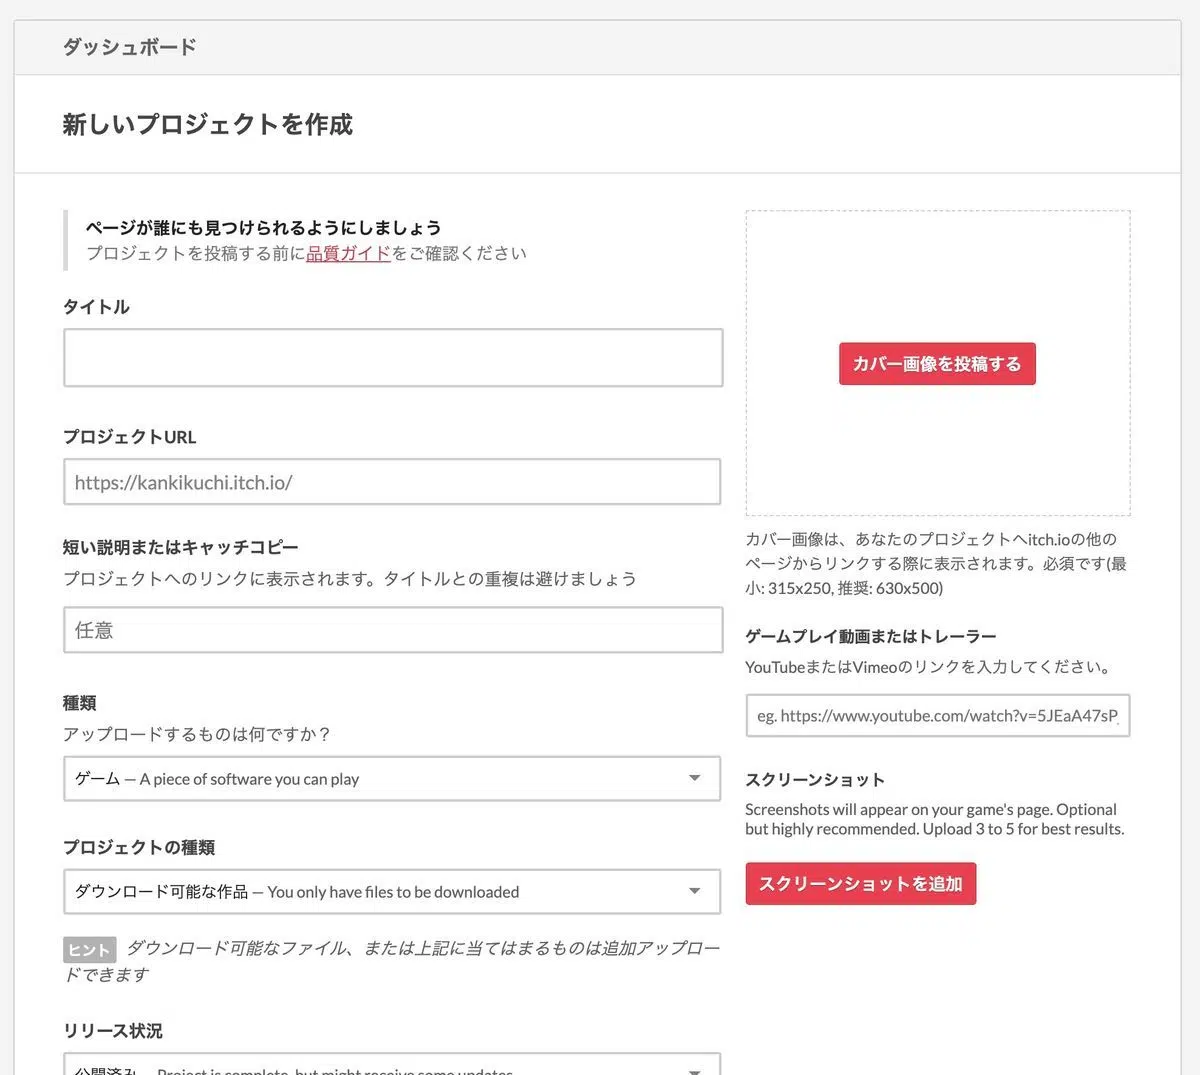 ダッシュボード
新しいプロジェクトを作成
ページが誰にも見つけられるようにしましょう
プロジェクトを投稿する前に品質ガイドをご確認ください
タイトル
プロジェクトURL
https://kankikuchi.itch.io/
短い説明またはキャッチコピー
プロジェクトへのリンクに表示されます。タイトルとの重複は避けましょう
任意
種類
アップロードするものは何ですか？
ゲーム — A piece of software you can play
プロジェクトの種類
ダウンロード可能な作品 — You only have files to be downloaded
ヒント ダウンロード可能なファイル、または上記に当てはまるものは追加アップロー
ドできます
リリース状況
公開済み — Project is complete, but might receive some updates
カバー画像を投稿する
カバー画像は、あなたのプロジェクトへitch.ioの他の
ページからリンクする際に表示されます。必須です(最
小: 315x250, 推奨: 630x500)
ゲームプレイ動画またはトレーラー
YouTubeまたはVimeoのリンクを入力してください。
eg. https://www.youtube.com/watch?v=5JEaA47sP
スクリーンショット
Screenshots will appear on your game's page. Optional
but highly recommended. Upload 3 to 5 for best results.
スクリーンショットを追加